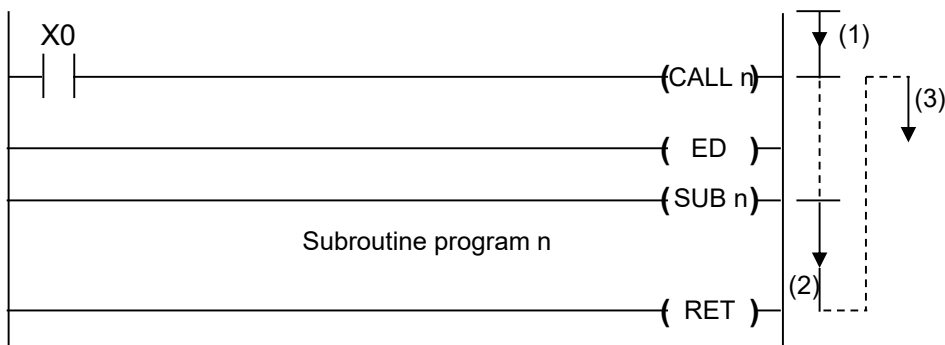 X0
(1)
(CALL n)
(3)
( ED )
(SUB n)
Subroutine program n
(2)
( RET )